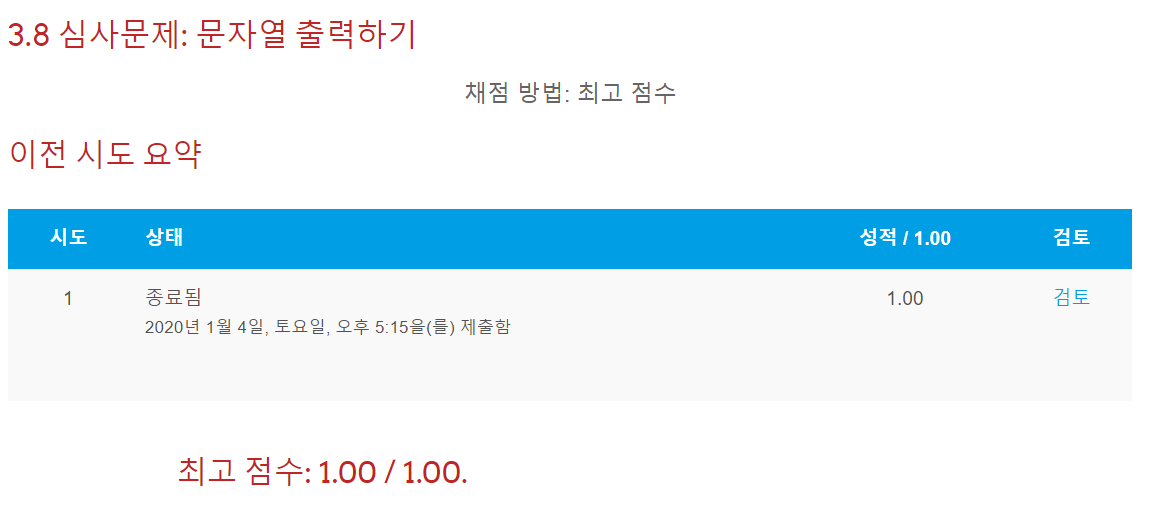 3.8 심사문제: 문자열 출력하기
채점 방법: 최고 점수
이전 시도 요약
시도 상태 성적 / 1.00 검토
1 종료됨 1.00 검토
2020년 1월 4일, 토요일, 오후 5:15을(를) 제출함
최고 점수: 1.00 / 1.00.